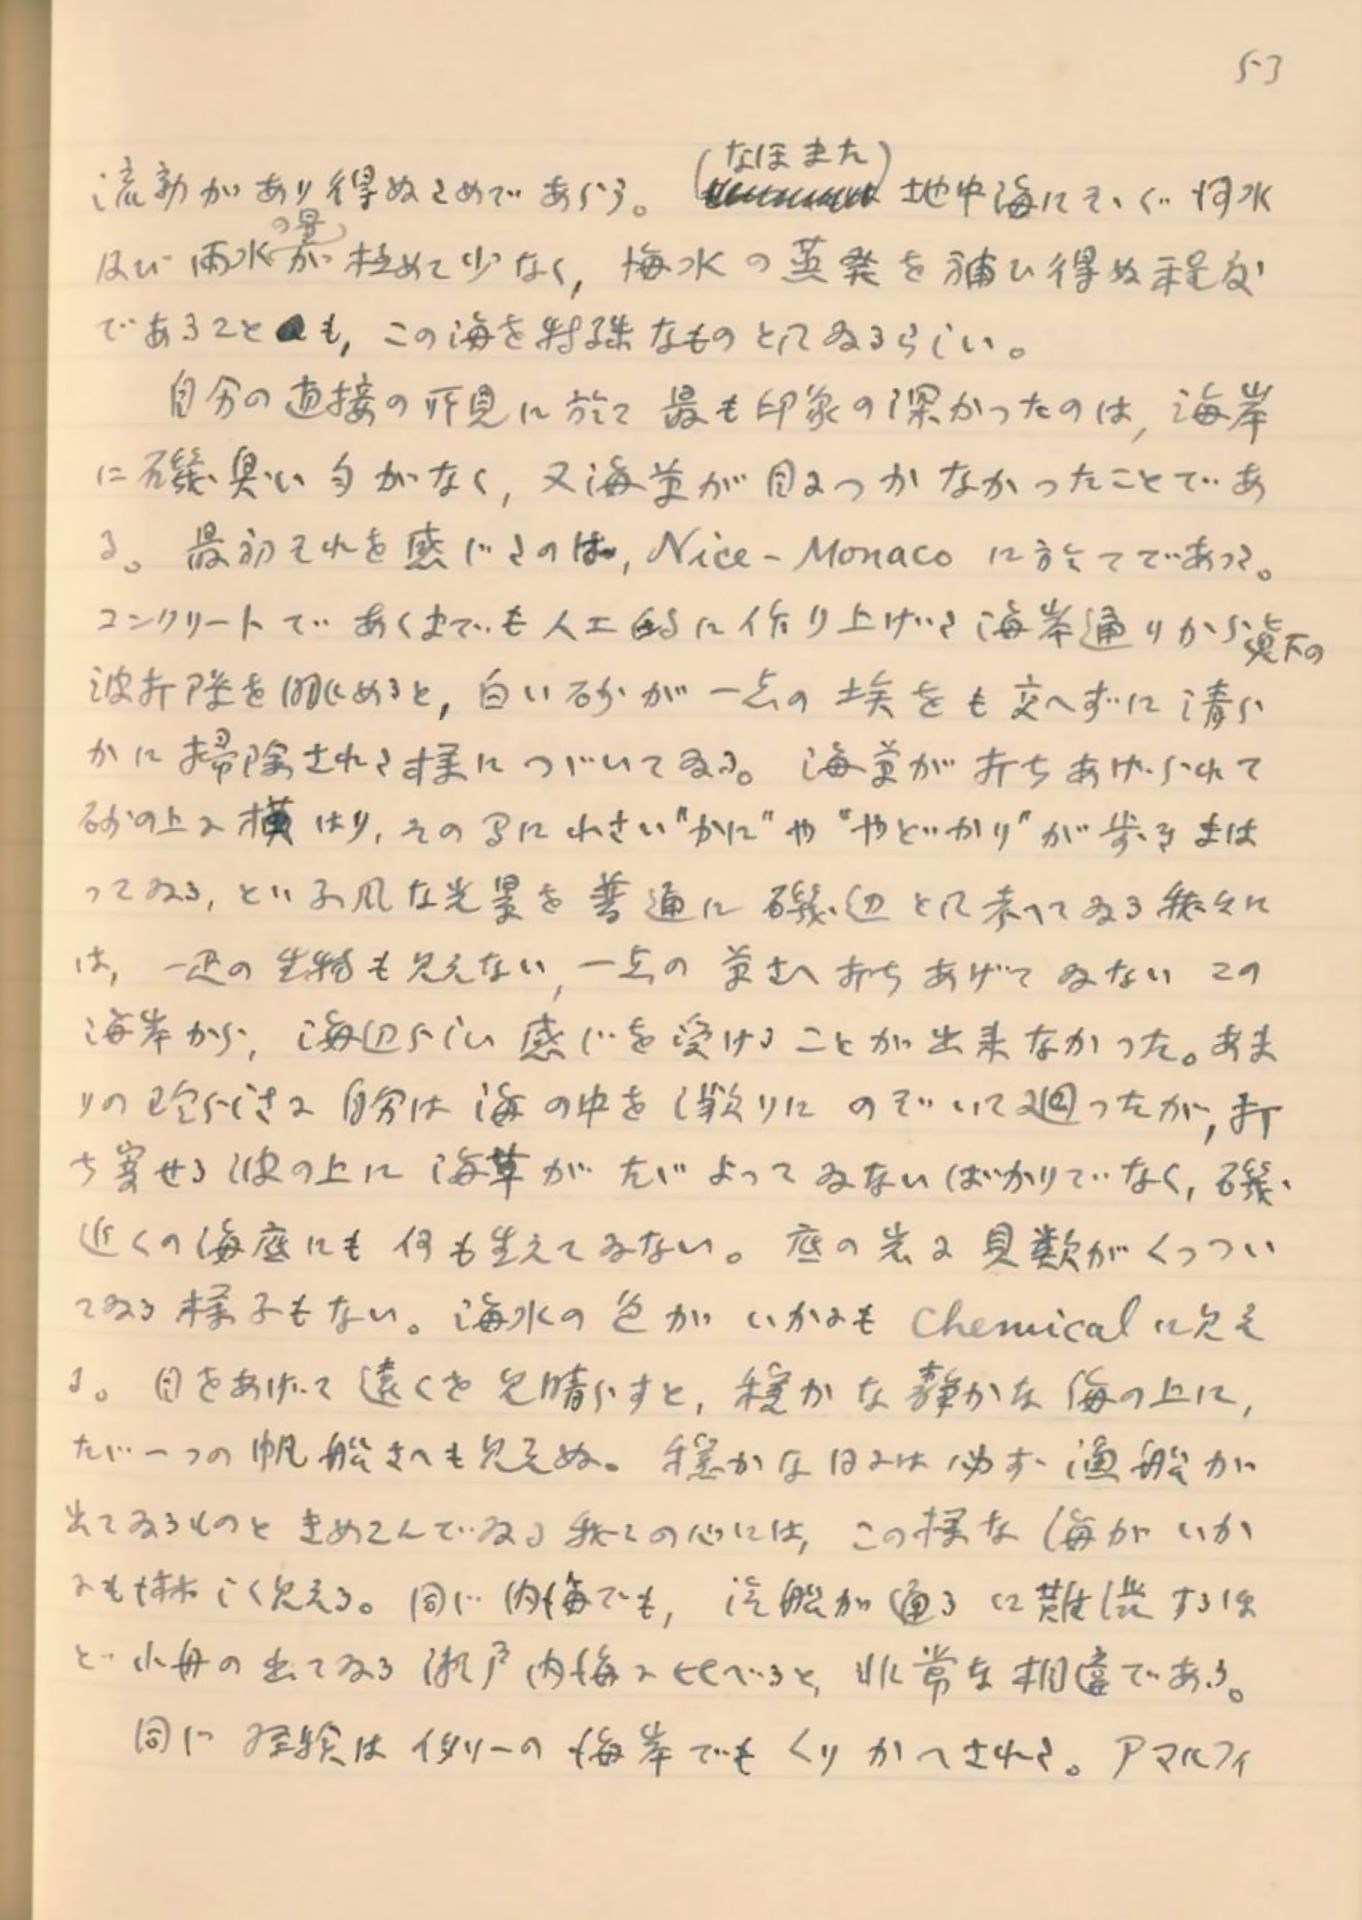 53
流動があり得ぬためであらう。(なほまた)地中海にそゝぐ河水
及び雨水の量が極めて少なく,海水の蒸発を補ひ得ぬ程度
であることも,この海を特殊なものとしてゐるらしい。
自分の直接の所見に於て最も印象の深かったのは,海岸
に磯臭い匂がなく,又海草が目につかなかったことであ
る。最初それを感じたのは,Nice-Monacoに於てであった。
コンクリートであくまでも人工的に作り上げた海岸通りから真下の
波打際を眺めると,白い砂が一点の埃をも交へずに清ら
かに掃除された様につゞいてゐる。海草が打ちあげられて
砂の上に横はり,その間に小さい"かに"や"やどかり"が歩きまは
ってゐる,といふ風な光景を普通に磯辺として考へてゐる我々に
は,一疋の生物も見えない,一点の草さへ打ちあげてゐないこの
海岸から,海辺らしい感じを受けることが出来なかった。あま
りの珍らしさに自分は海の中をしきりにのぞいて廻ったが,打
ち寄せる波の上に海草がたゞよってゐないばかりでなく,磯
近くの海底にも何も生えてゐない。底の岩に貝類がくっつい
てゐる様子もない。海水の色がいかにもChemicalに見え
る。目をあげて遠くを見晴らすと,穏かな静かな海の上に,
たゞ一つの帆船さへも見えぬ。穏かな日には必ず漁船が
出てゐるものときめこんでゐる我々の心には,この様な海がいか
にも淋しく見える。同じ内海でも,汽船が通るに難渋するほ
ど小舟の出てゐる瀬戸内海に比べると,非常な相違である。
同じ経験はイタリーの海岸でもくりかへされた。アマルフィ